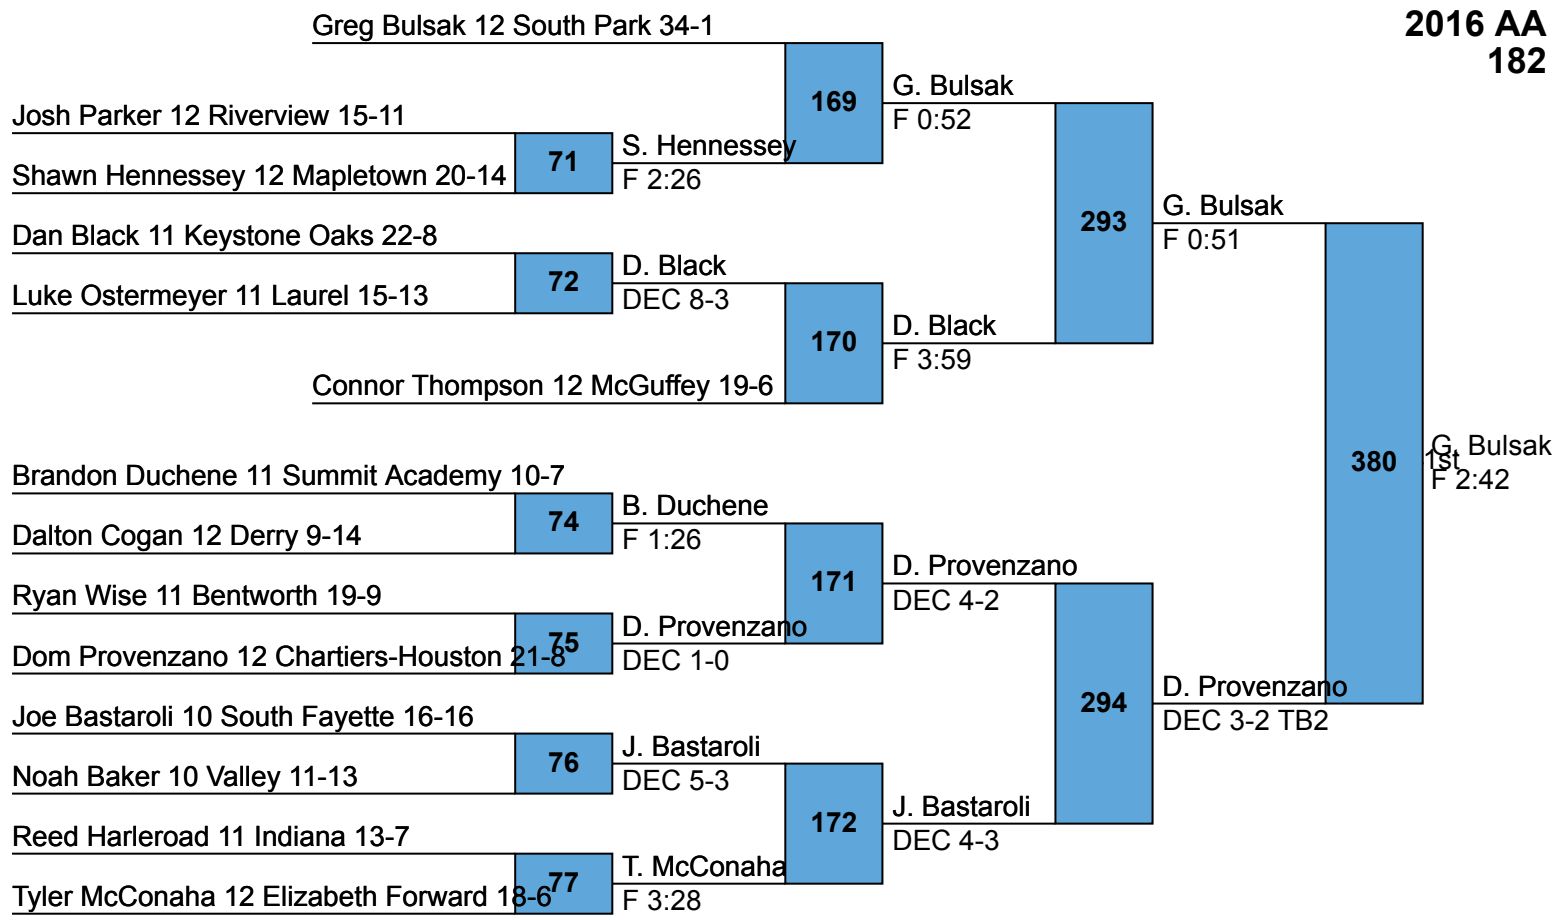 2016 AA
182
Greg Bulsak 12 South Park 34-1
169
G. Bulsak
F 0:52
Josh Parker 12 Riverview 15-11
71
S. Hennessey
F 2:26
Shawn Hennessey 12 Mapletown 20-14
293
G. Bulsak
F 0:51
Dan Black 11 Keystone Oaks 22-8
72
D. Black
DEC 8-3
Luke Ostermeyer 11 Laurel 15-13
170
D. Black
F 3:59
Connor Thompson 12 McGuffey 19-6
380
1st
G. Bulsak
F 2:42
Brandon Duchene 11 Summit Academy 10-7
74
B. Duchene
F 1:26
Dalton Cogan 12 Derry 9-14
171
D. Provenzano
DEC 4-2
Ryan Wise 11 Bentworth 19-9
75
D. Provenzano
DEC 1-0
Dom Provenzano 12 Chartiers-Houston 21-8
294
D. Provenzano
DEC 3-2 TB2
Joe Bastaroli 10 South Fayette 16-16
76
J. Bastaroli
DEC 5-3
Noah Baker 10 Valley 11-13
172
J. Bastaroli
DEC 4-3
Reed Harleroad 11 Indiana 13-7
77
T. McConaha
F 3:28
Tyler McConaha 12 Elizabeth Forward 18-6